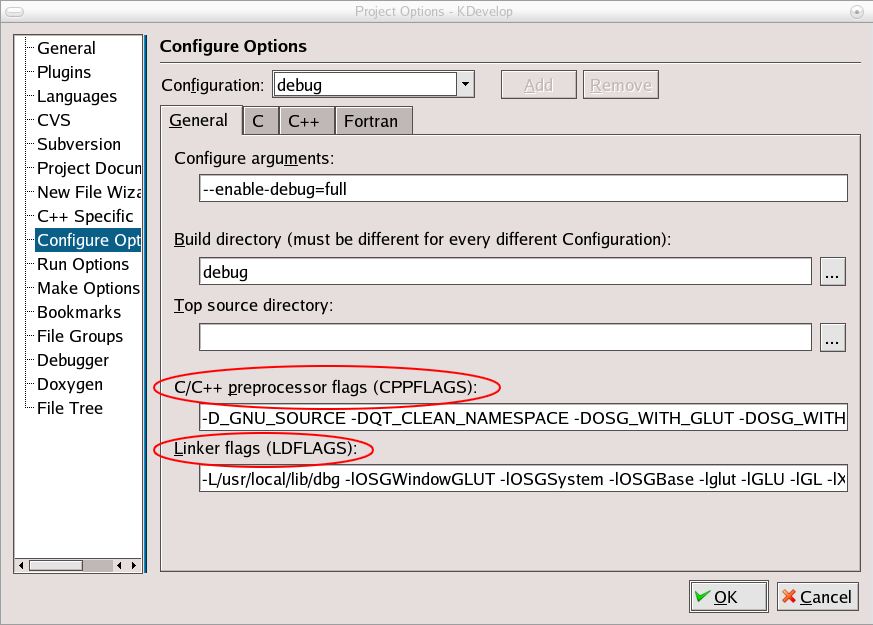 Project Options - KDevelop
General
Plugins
Languages
CVS
Subversion
Project Docum
New File Wiza
C++ Specific
Configure Opt
Run Options
Make Options
Bookmarks
File Groups
Debugger
Doxygen
File Tree
Configure Options
Configuration: debug Add Remove
General C C++ Fortran
Configure arguments:
--enable-debug=full
Build directory (must be different for every different Configuration):
debug ...
Top source directory:
...
C/C++ preprocessor flags (CPPFLAGS):
-D_GNU_SOURCE -DQT_CLEAN_NAMESPACE -DOSG_WITH_GLUT -DOSG_WITH
Linker flags (LDFLAGS):
-L/usr/local/lib/dbg -lOSGWindowGLUT -lOSGSystem -lOSGBase -lglut -lGLU -lGL -lX
OK Cancel